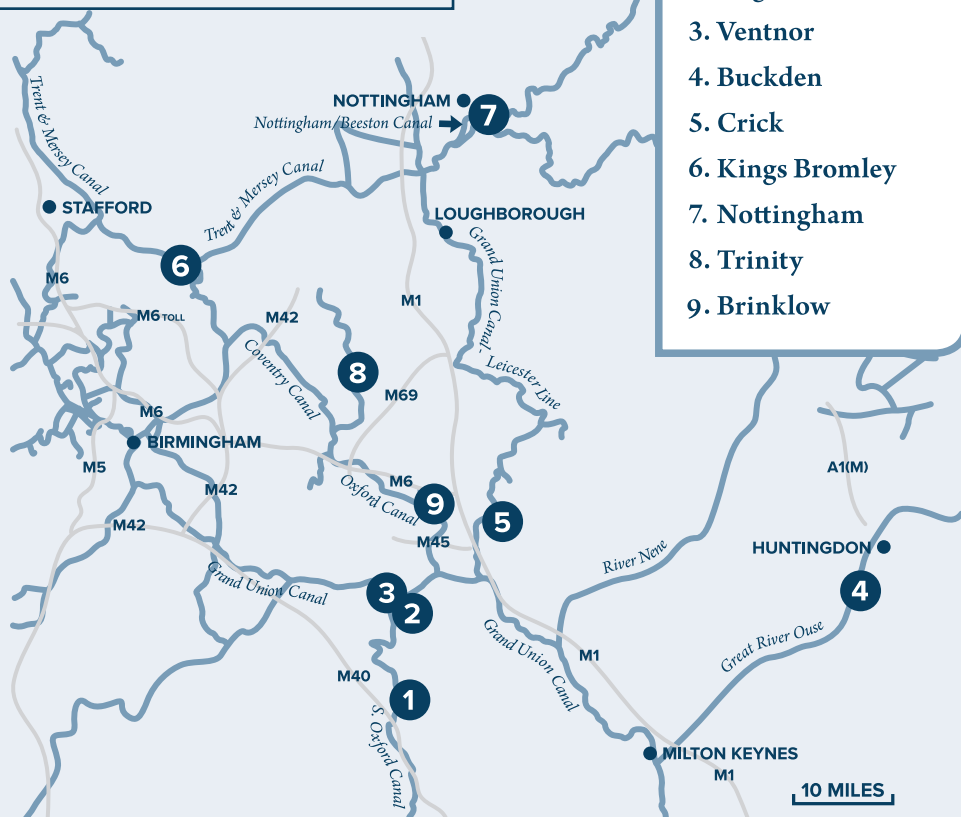 3. Ventnor
4. Buckden
5. Crick
6. Kings Bromley
7. Nottingham
8. Trinity
9. Brinklow
Trent & Mersey Canal
NOTTINGHAM
7
Nottingham/Beeston Canal
Trent & Mersey Canal
STAFFORD
LOUGHBOROUGH
6
Grand Union Canal - Leicester Line
M6
M6 TOLL
M42
M1
Coventry Canal
8
M69
M6
BIRMINGHAM
M5
M42
M6
Oxford Canal
9
5
A1(M)
M42
M45
HUNTINGDON
River Nene
Grand Union Canal
3
2
4
Grand Union Canal
Great River Ouse
M1
M40
1
S. Oxford Canal
MILTON KEYNES
M1
10 MILES